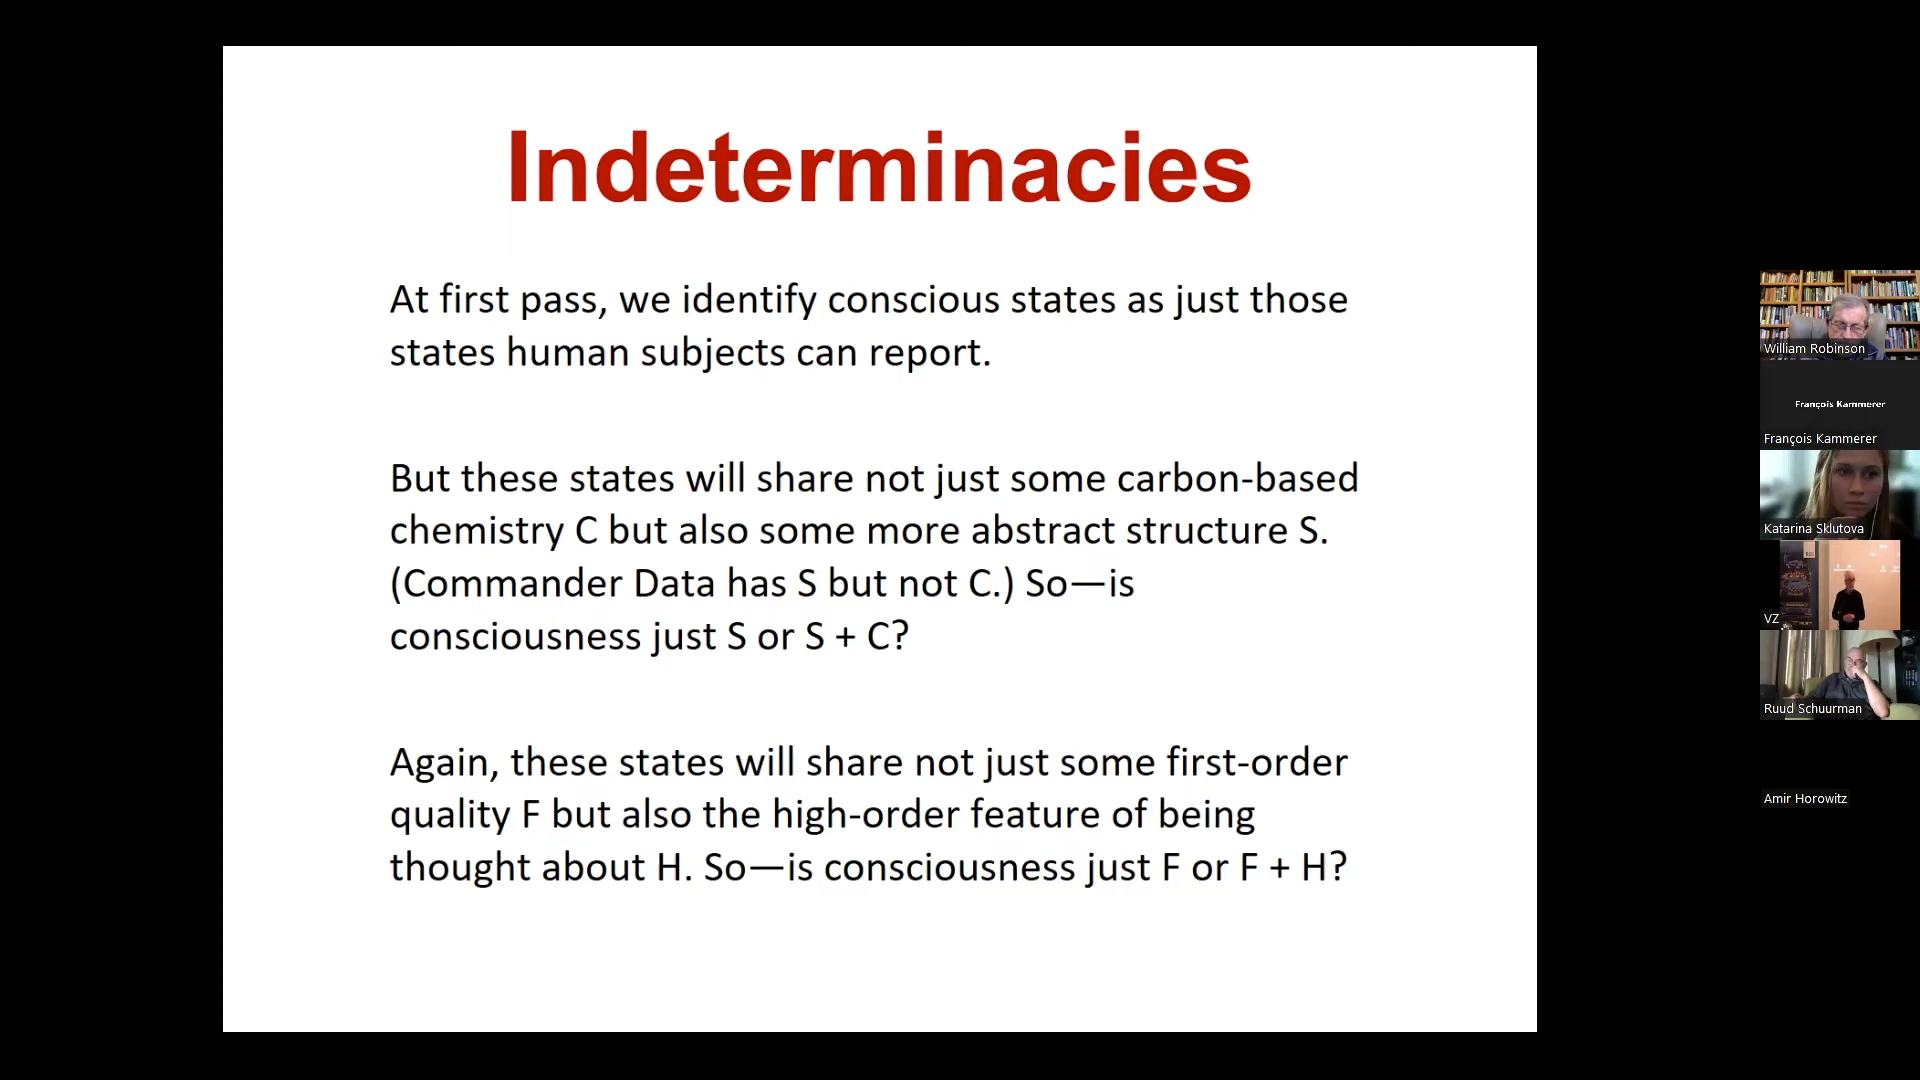 Indeterminacies
At first pass, we identify conscious states as just those
states human subjects can report.
But these states will share not just some carbon-based
chemistry C but also some more abstract structure S.
(Commander Data has S but not C.) So—is
consciousness just S or S + C?
Again, these states will share not just some first-order
quality F but also the high-order feature of being
thought about H. So—is consciousness just F or F + H?
William Robinson
François Kammerer
François Kammerer
Katarina Sklutova
VZ
Ruud Schuurman
Amir Horowitz